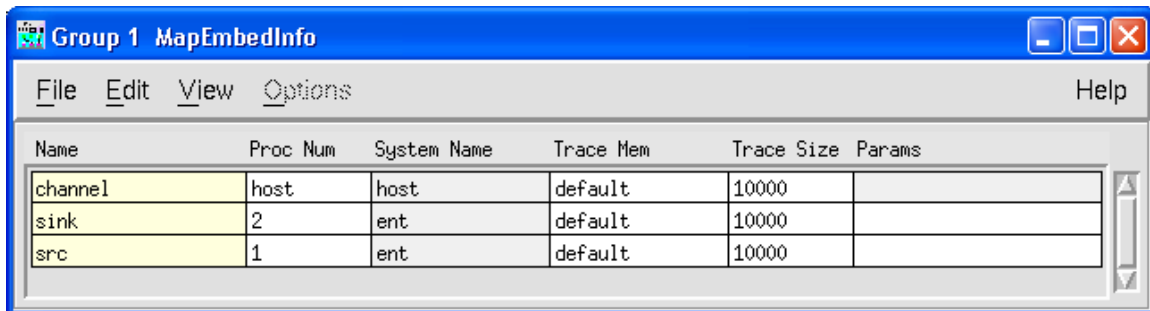 Group 1 MapEmbedInfo
File Edit View Options Help
Name Proc Num System Name Trace Mem Trace Size Params
channel host host default 10000
sink 2 ent default 10000
src 1 ent default 10000